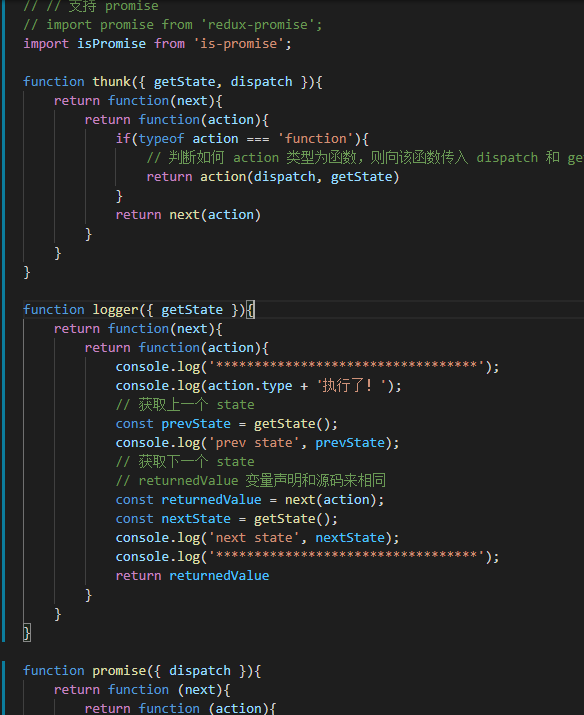 // // 支持 promise
// import promise from 'redux-promise';
import isPromise from 'is-promise';
function thunk({ getState, dispatch }){
return function(next){
return function(action){
if(typeof action === 'function'){
// 判断如何 action 类型为函数，则向该函数传入 dispatch 和 ge
return action(dispatch, getState)
}
return next(action)
}
}
}
function logger({ getState }){
return function(next){
return function(action){
console.log('**********************************');
console.log(action.type + '执行了！');
// 获取上一个 state
const prevState = getState();
console.log('prev state', prevState);
// 获取下一个 state
// returnedValue 变量声明和源码来相同
const returnedValue = next(action);
const nextState = getState();
console.log('next state', nextState);
console.log('**********************************');
return returnedValue
}
}
}
function promise({ dispatch }){
return function (next){
return function (action){